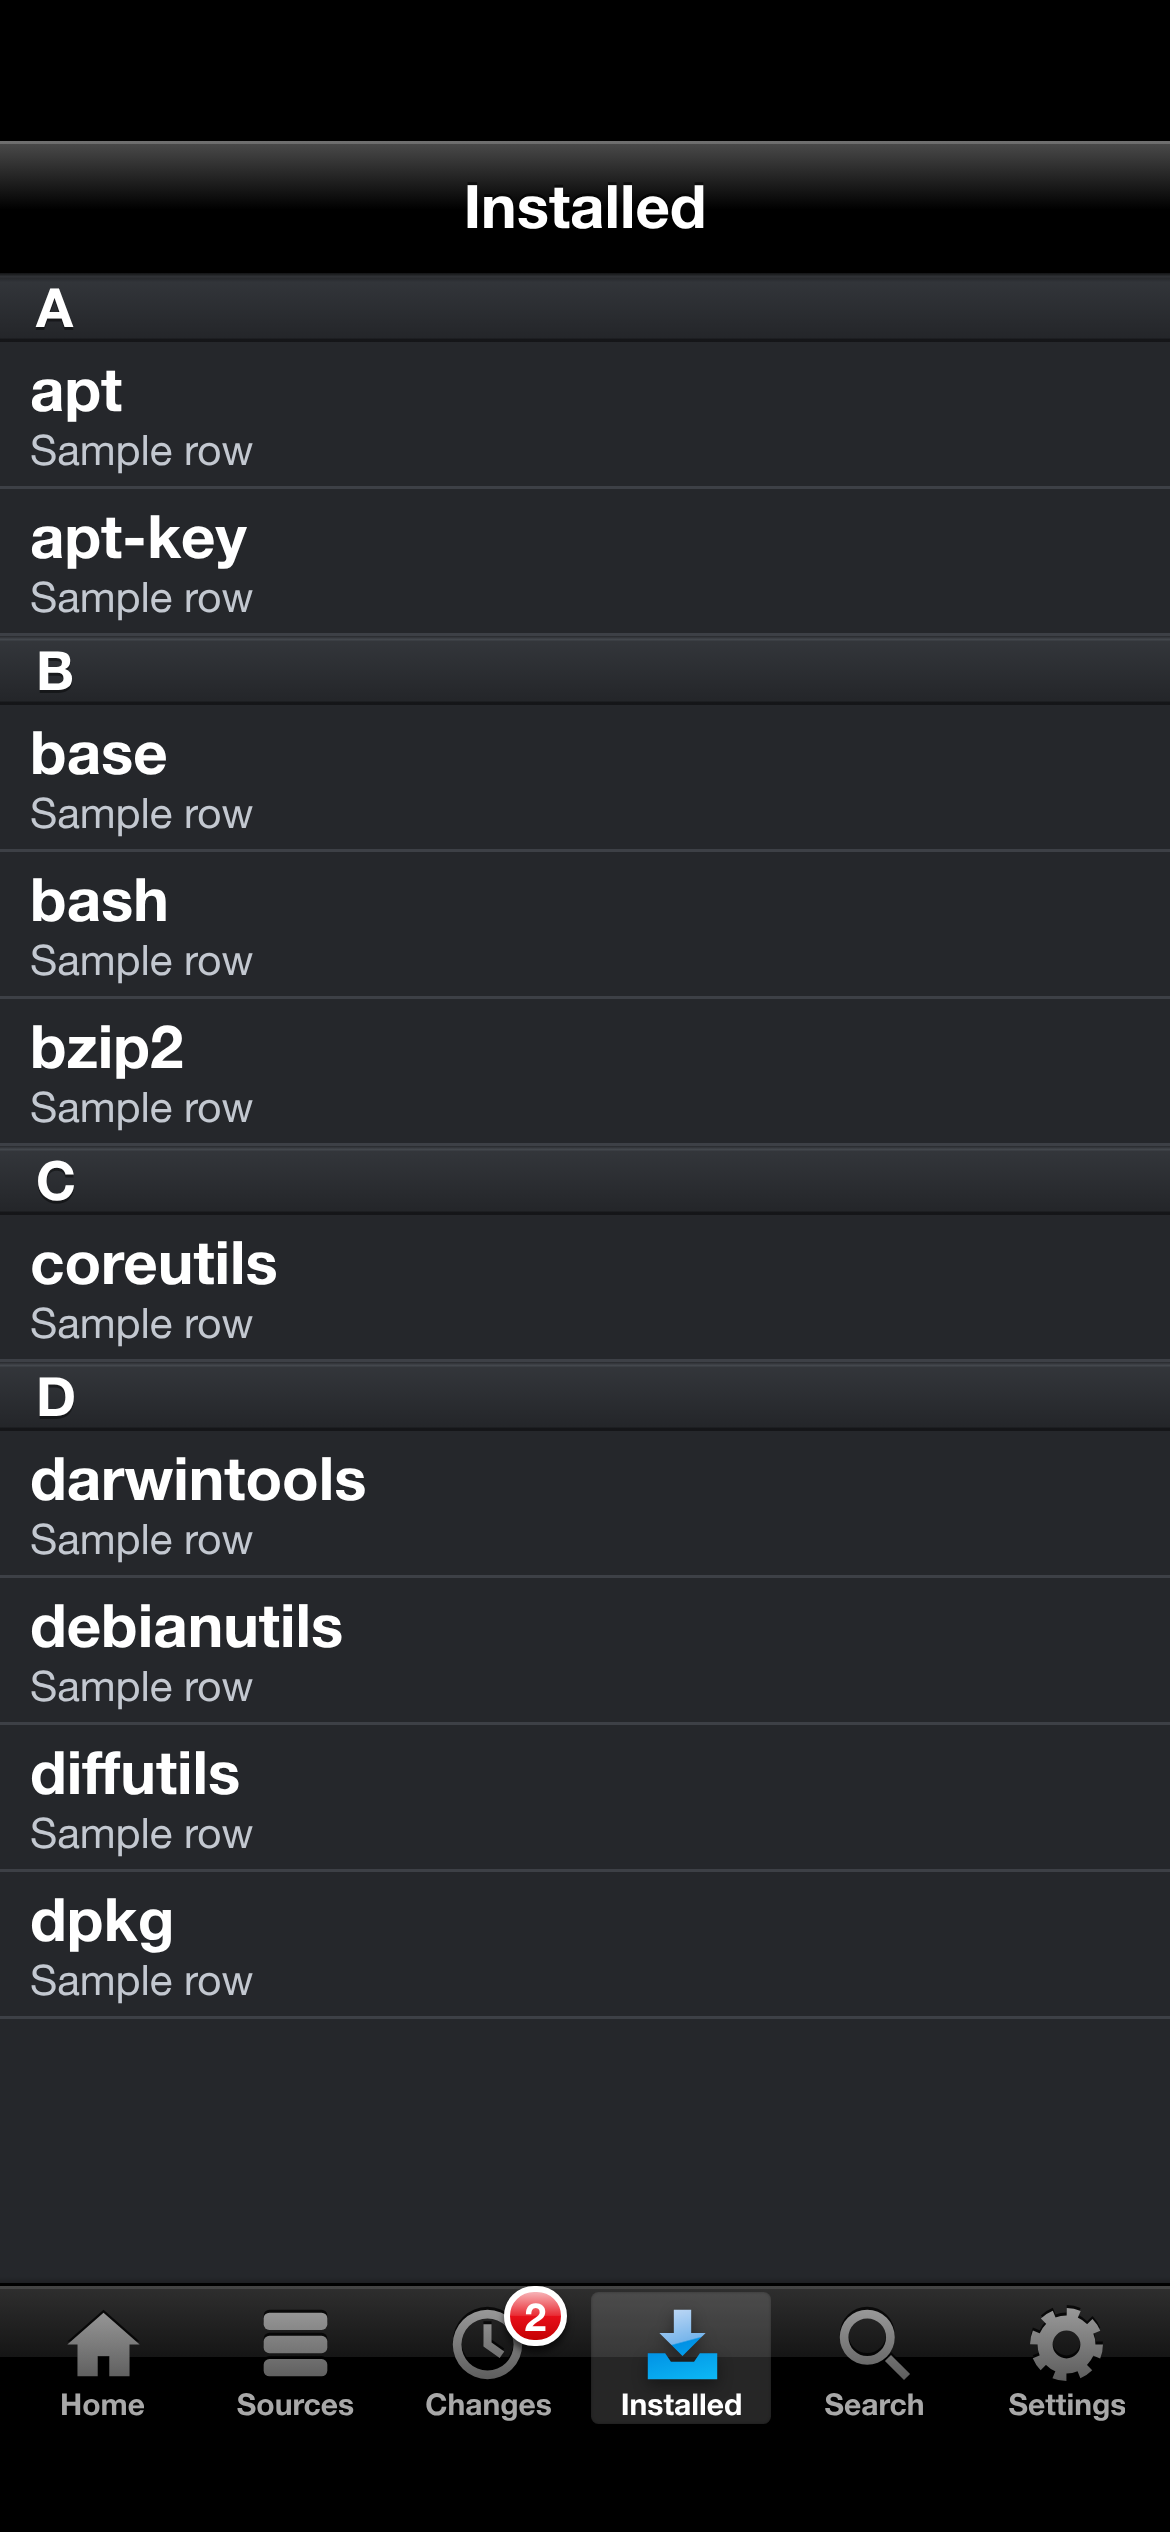 Installed
A
apt
Sample row
apt-key
Sample row
B
base
Sample row
bash
Sample row
bzip2
Sample row
C
coreutils
Sample row
D
darwintools
Sample row
debianutils
Sample row
diffutils
Sample row
dpkg
Sample row
2
Home Sources Changes Installed Search Settings